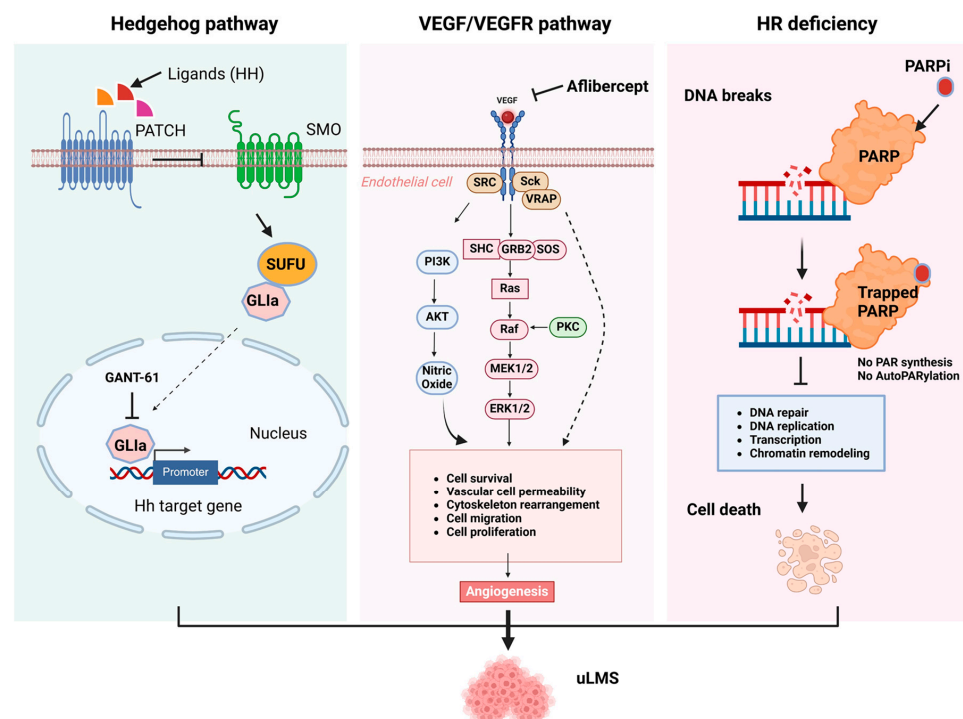 Hedgehog pathway
Ligands (HH)
PATCH
SMO
SUFU
GLIa
GANT-61
GLIa
Nucleus
Promoter
Hh target gene
VEGF/VEGFR pathway
VEGF
Aflibercept
Endothelial cell
SRC
Sck
VRAP
PI3K
SHC
GRB2
SOS
Ras
AKT
Raf
PKC
Nitric
Oxide
MEK1/2
ERK1/2
Cell survival
Vascular cell permeability
Cytoskeleton rearrangement
Cell migration
Cell proliferation
Angiogenesis
HR deficiency
PARPi
DNA breaks
PARP
Trapped
PARP
No PAR synthesis
No AutoPARylation
DNA repair
DNA replication
Transcription
Chromatin remodeling
Cell death
uLMS